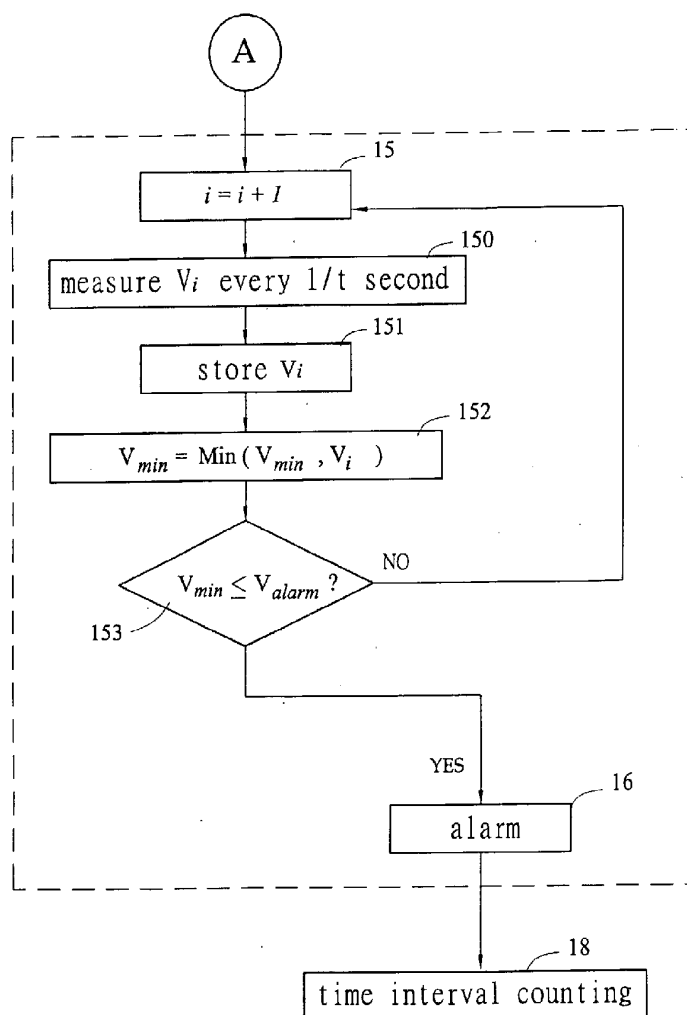 A
15
i = i + 1
150
measure Vi every 1/t second
151
store Vi
152
Vmin = Min ( Vmin , Vi )
NO
Vmin ≤ Valarm ?
153
YES
16
alarm
18
time interval counting